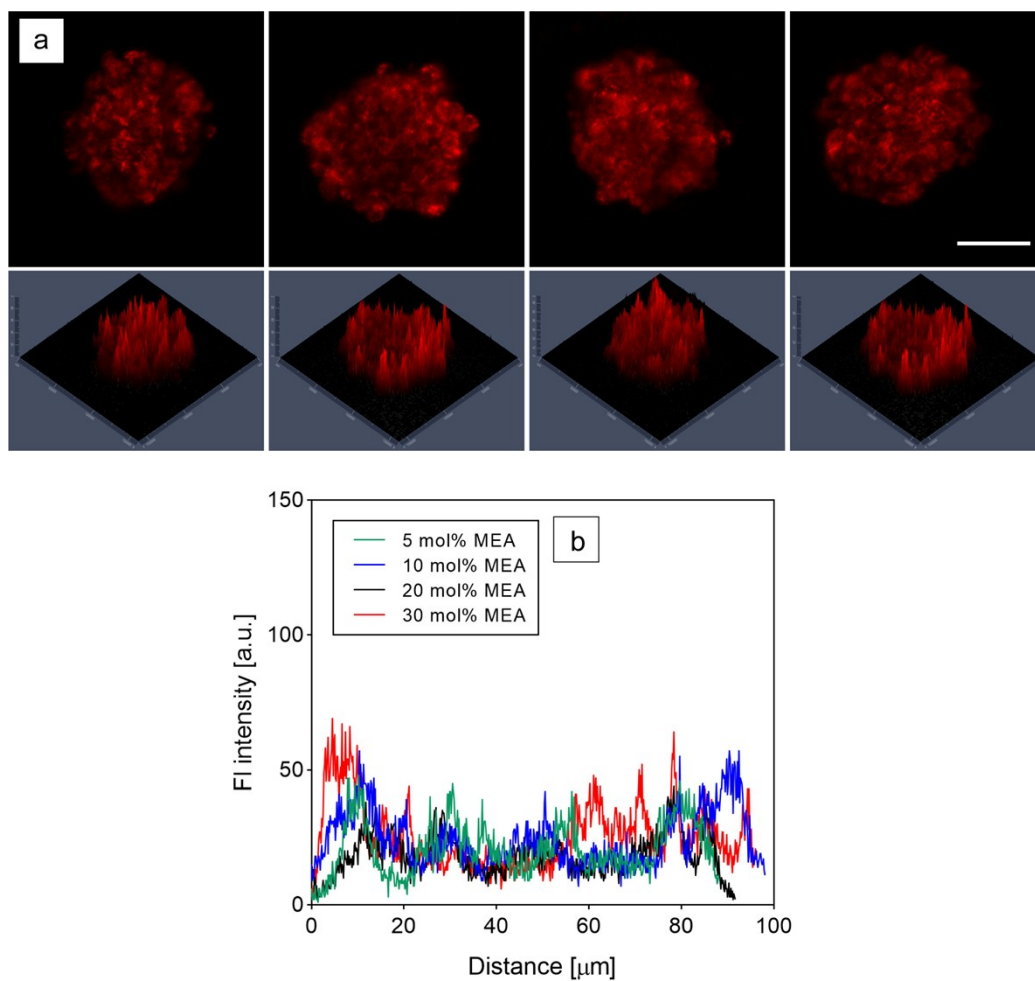 a
150
b
5 mol% MEA
10 mol% MEA
20 mol% MEA
30 mol% MEA
100
FI intensity [a.u.]
50
0
0 20 40 60 80 100
Distance [μm]